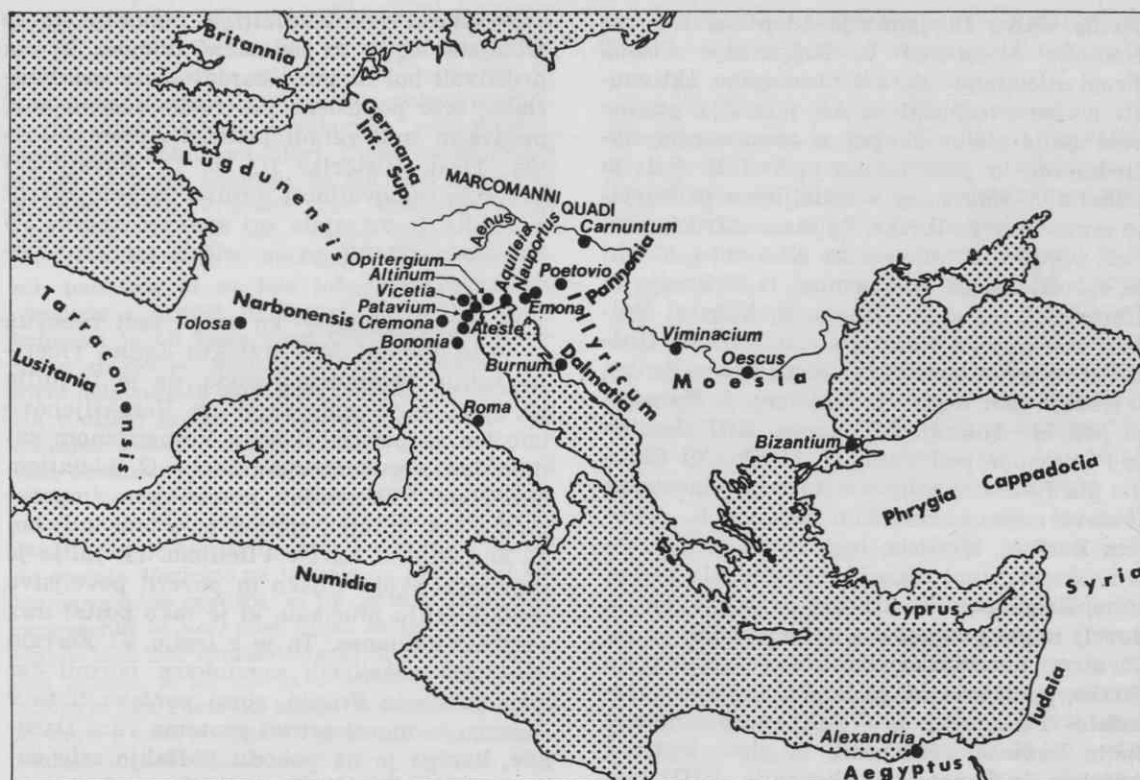 Britannia
Germania
Inf.
Sup.
Lugdunensis
MARCOMANNI
QUADI
Aenus
Carnuntum
Aquileia
Nauportus
Pannonia
Opitergium
Altinum
Vicetia
Patavium
Cremona
Bononia
Ateste
Poetovio
Emona
Illyricum
Tarraconensis
Narbonensis
Tolosa
Lusitania
Burnum
Dalmatia
Viminacium
Oescus
Moesia
Roma
Bizantium
Cappadocia
Phrygia
Numidia
Syria
Cyprus
Iudaia
Alexandria
Aegyptus